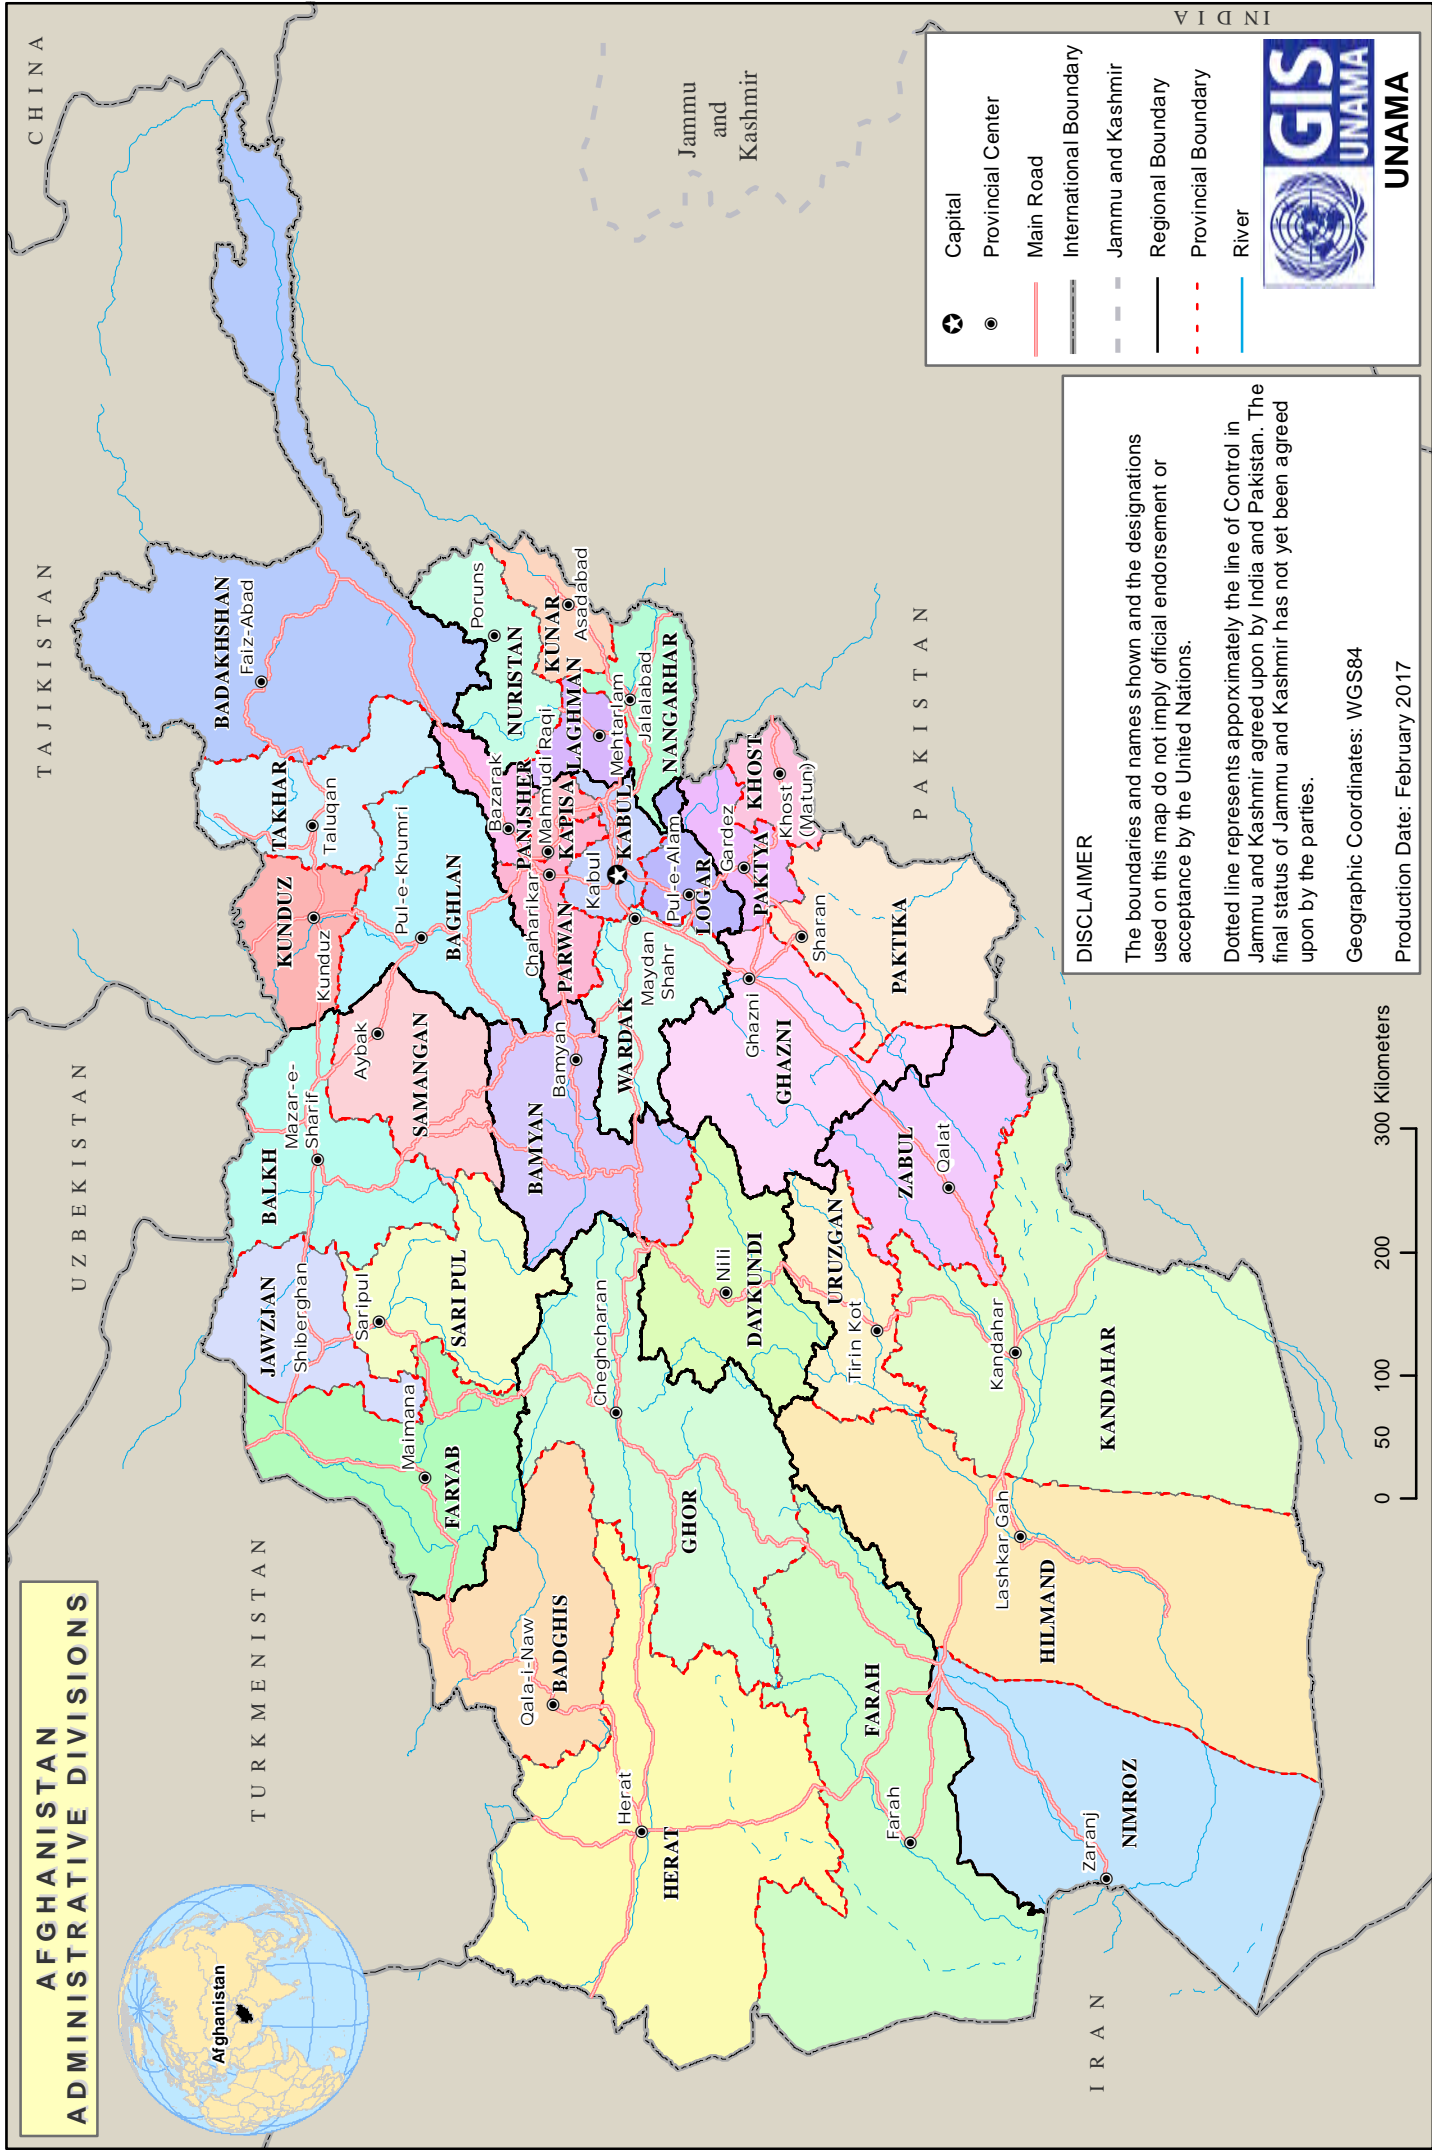 AFGHANISTAN
ADMINISTRATIVE DIVISIONS
Afghanistan
CHINA
TAJIKISTAN
UZBEKISTAN
TURKMENISTAN
IRAN
PAKISTAN
INDIA
Jammu
and
Kashmir
BADAKHSHAN
Faiz-Abad
TAKHAR
Taluqan
KUNDUZ
Kunduz
BAGHLAN
Pul-e-Khumri
BALKH
Mazar-e-
Sharif
SAMANGAN
Aybak
JAWZJAN
Shiberghan
SARI PUL
Saripul
FARYAB
Maimana
BADGHIS
Qala-i-Naw
HERAT
Herat
GHOR
Cheghcharan
BAMYAN
Bamyan
DAYKUNDI
Nili
URUZGAN
Tirin Kot
FARAH
Farah
NIMROZ
Zaranj
HILMAND
Lashkar Gah
KANDAHAR
Kandahar
ZABUL
Qalat
GHAZNI
Ghazni
WARDAK
Maydan
Shahr
PARWAN
Chaharikar
PANJSHER
Bazarak
KAPISA
Mahmudi Raqi
KABUL
Kabul
LOGAR
Pul-e-Alam
LAGHMAN
Mehtarlam
NURISTAN
Poruns
KUNAR
Asadabad
NANGARHAR
Jalalabad
PAKTYA
Gardez
KHOST
Khost
(Matun)
PAKTIKA
Sharan
0 50 100 200 300 Kilometers
DISCLAIMER
The boundaries and names shown and the designations
used on this map do not imply official endorsement or
acceptance by the United Nations.
Dotted line represents apporximately the line of Control in
Jammu and Kashmir agreed upon by India and Pakistan. The
final status of Jammu and Kashmir has not yet been agreed
upon by the parties.
Geographic Coordinates: WGS84
Production Date: February 2017
Capital
Provincial Center
Main Road
International Boundary
Jammu and Kashmir
Regional Boundary
Provincial Boundary
River
GIS
UNAMA
UNAMA